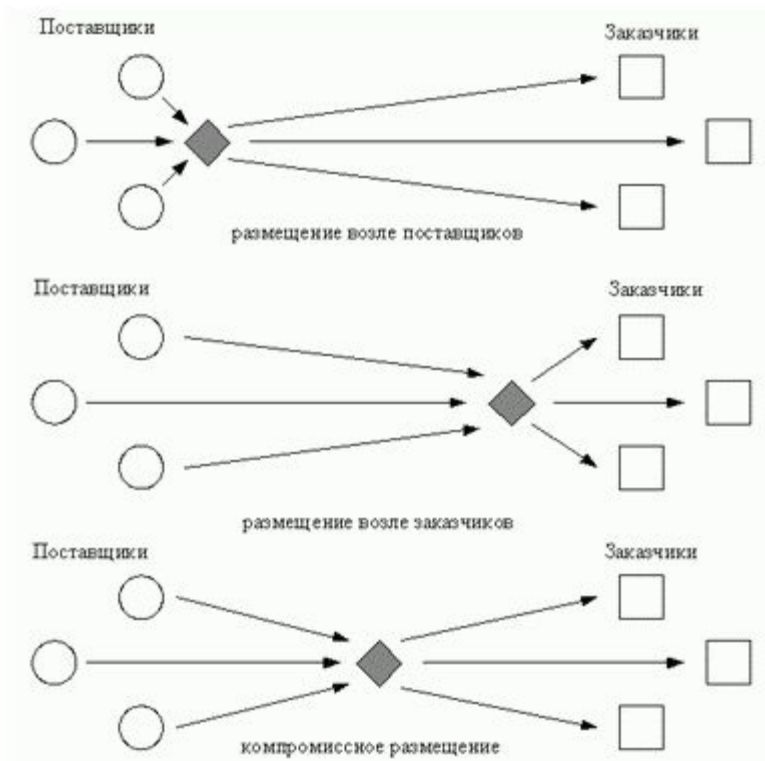 Поставщики
Заказчики
размещение возле поставщиков
Поставщики
Заказчики
размещение возле заказчиков
Поставщики
Заказчики
компромиссное размещение